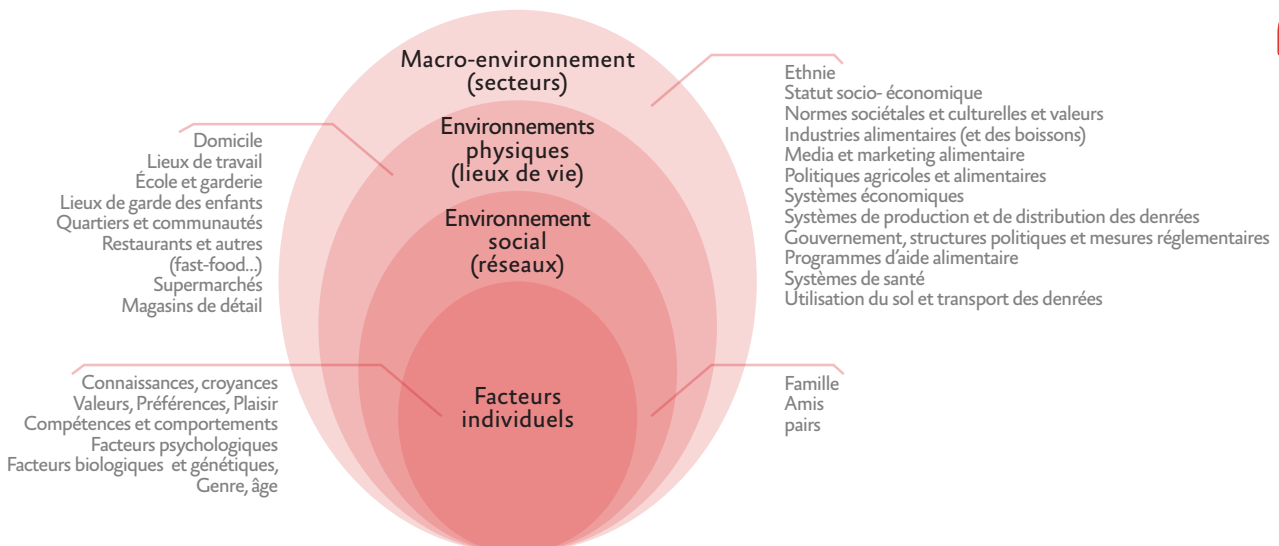 Macro-environnement
(secteurs)
Environnements
physiques
(lieux de vie)
Environnement
social
(réseaux)
Facteurs
individuels
Domicile
Lieux de travail
École et garderie
Lieux de garde des enfants
Quartiers et communautés
Restaurants et autres
(fast-food...)
Supermarchés
Magasins de détail
Connaissances, croyances
Valeurs, Préférences, Plaisir
Compétences et comportements
Facteurs psychologiques
Facteurs biologiques et génétiques,
Genre, âge
Ethnie
Statut socio- économique
Normes sociétales et culturelles et valeurs
Industries alimentaires (et des boissons)
Media et marketing alimentaire
Politiques agricoles et alimentaires
Systèmes économiques
Systèmes de production et de distribution des denrées
Gouvernement, structures politiques et mesures réglementaires
Programmes d'aide alimentaire
Systèmes de santé
Utilisation du sol et transport des denrées
Famille
Amis
pairs